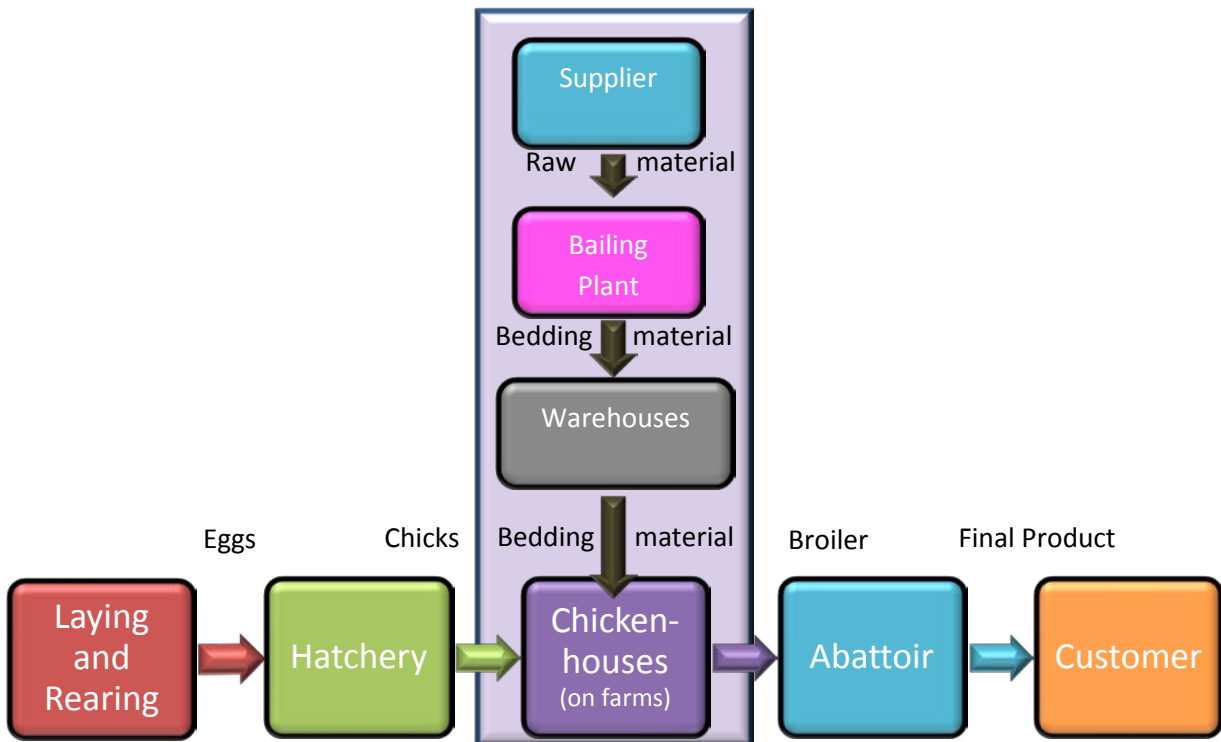 Supplier
Raw material
Bailing
Plant
Bedding material
Warehouses
Eggs Chicks Bedding material Broiler Final Product
Laying
and
Rearing
Hatchery
Chicken-
houses
(on farms)
Abattoir
Customer